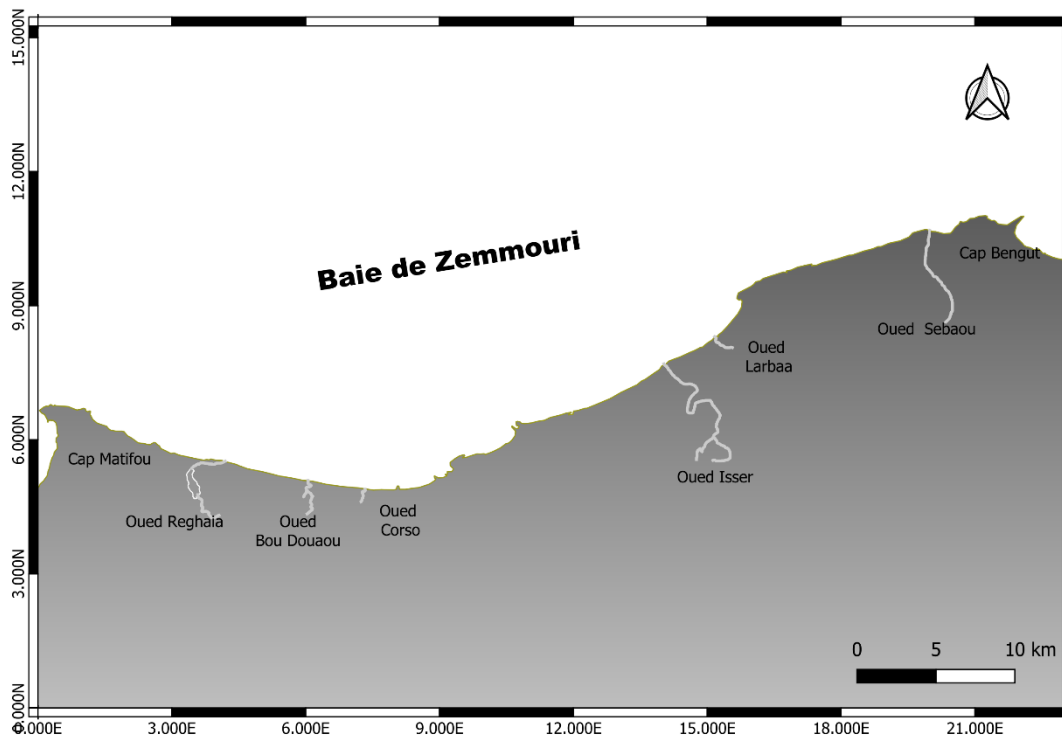 15.000N
12.000N
9.000N
6.000N
3.000N
0.000N
Baie de Zemmouri
Cap Bengut
Oued Sebaou
Oued
Larbaa
Cap Matifou
Oued Isser
Oued Reghaia
Oued
Bou Douaou
Oued
Corso
0 5 10 km
0.000E 3.000E 6.000E 9.000E 12.000E 15.000E 18.000E 21.000E